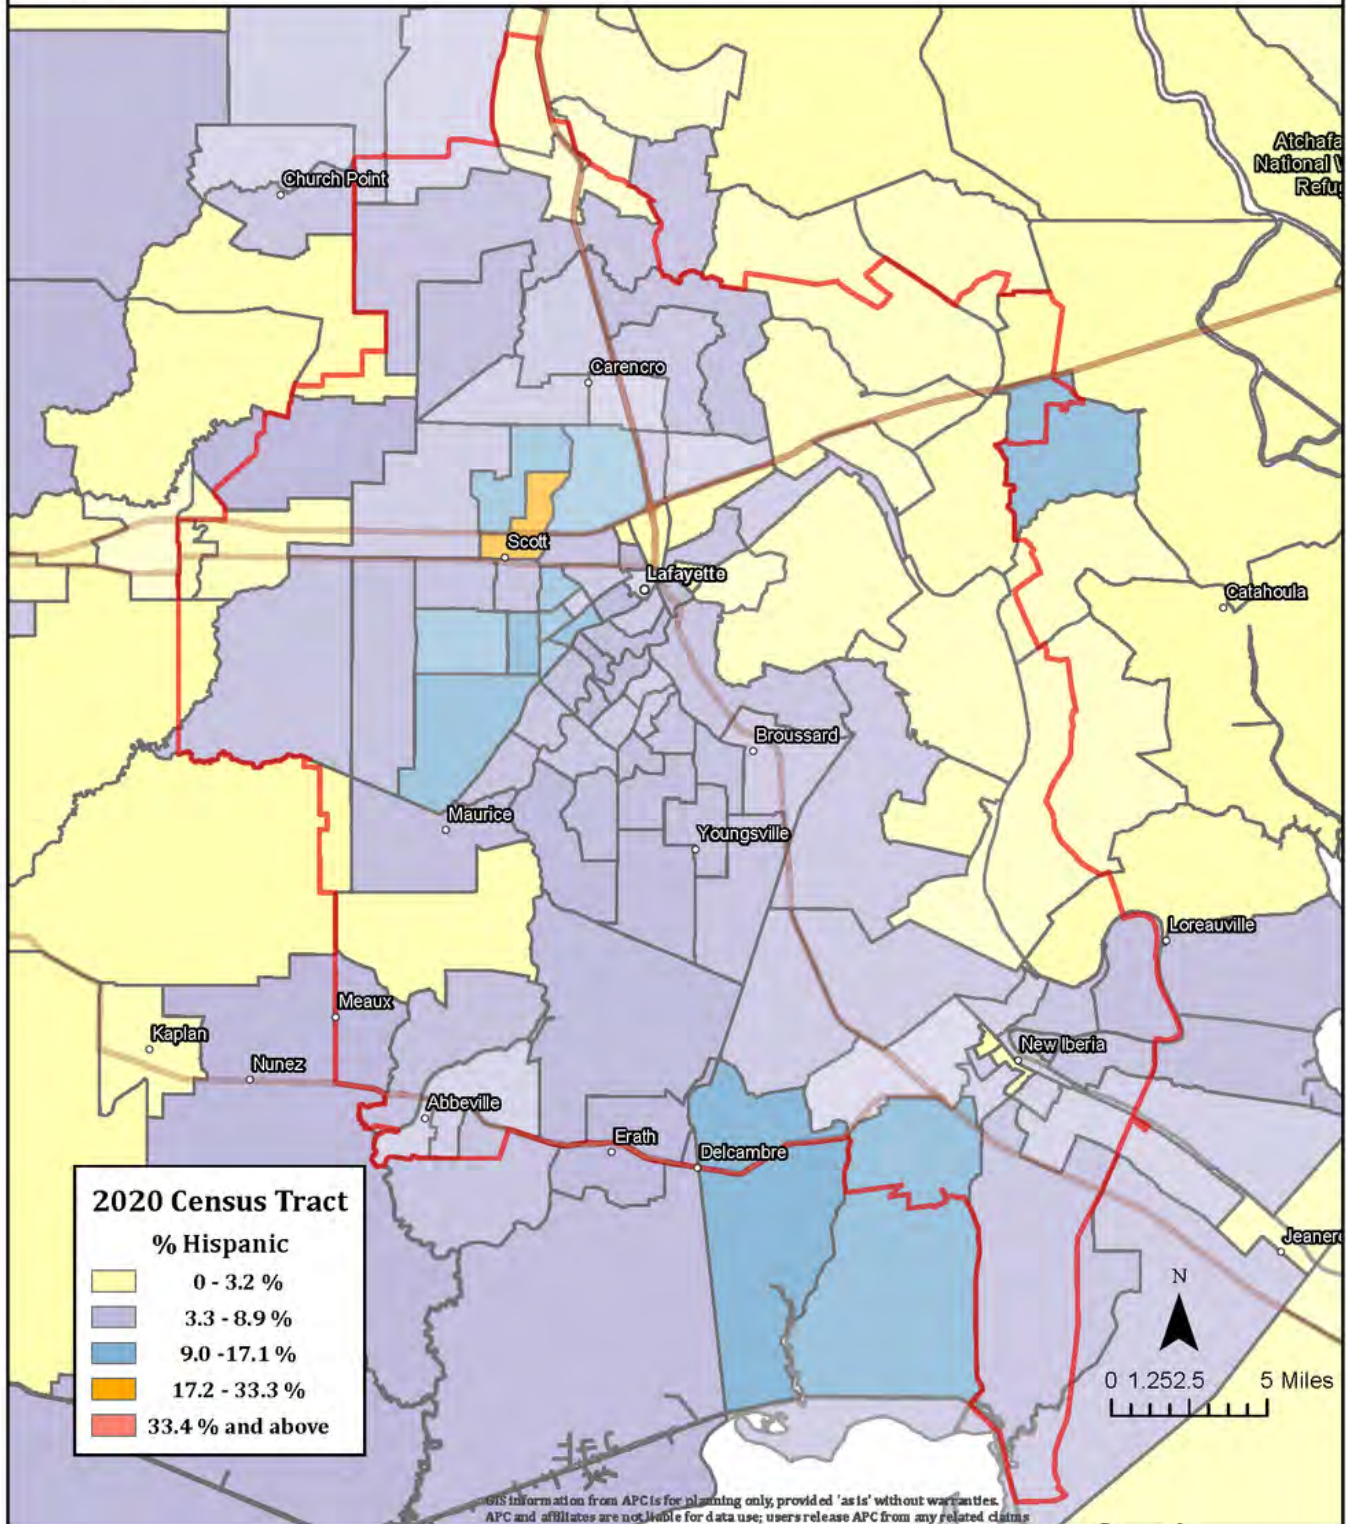 Atchafa
National W
Refug
Church Point
Carencro
Scott
Lafayette
Catahoula
Broussard
Maurice
Youngsville
Loreauville
Meaux
Kaplan
New Iberia
Nunez
Abbeville
Erath
Delcambre
2020 Census Tract
% Hispanic
0 - 3.2 %
3.3 - 8.9 %
9.0 -17.1 %
17.2 - 33.3 %
33.4 % and above
Jeanere
N
0 1.252.5 5 Miles
GIS information from APC is for planning only, provided 'as is' without warranties.
APC and affiliates are not liable for data use; users release APC from any related claims